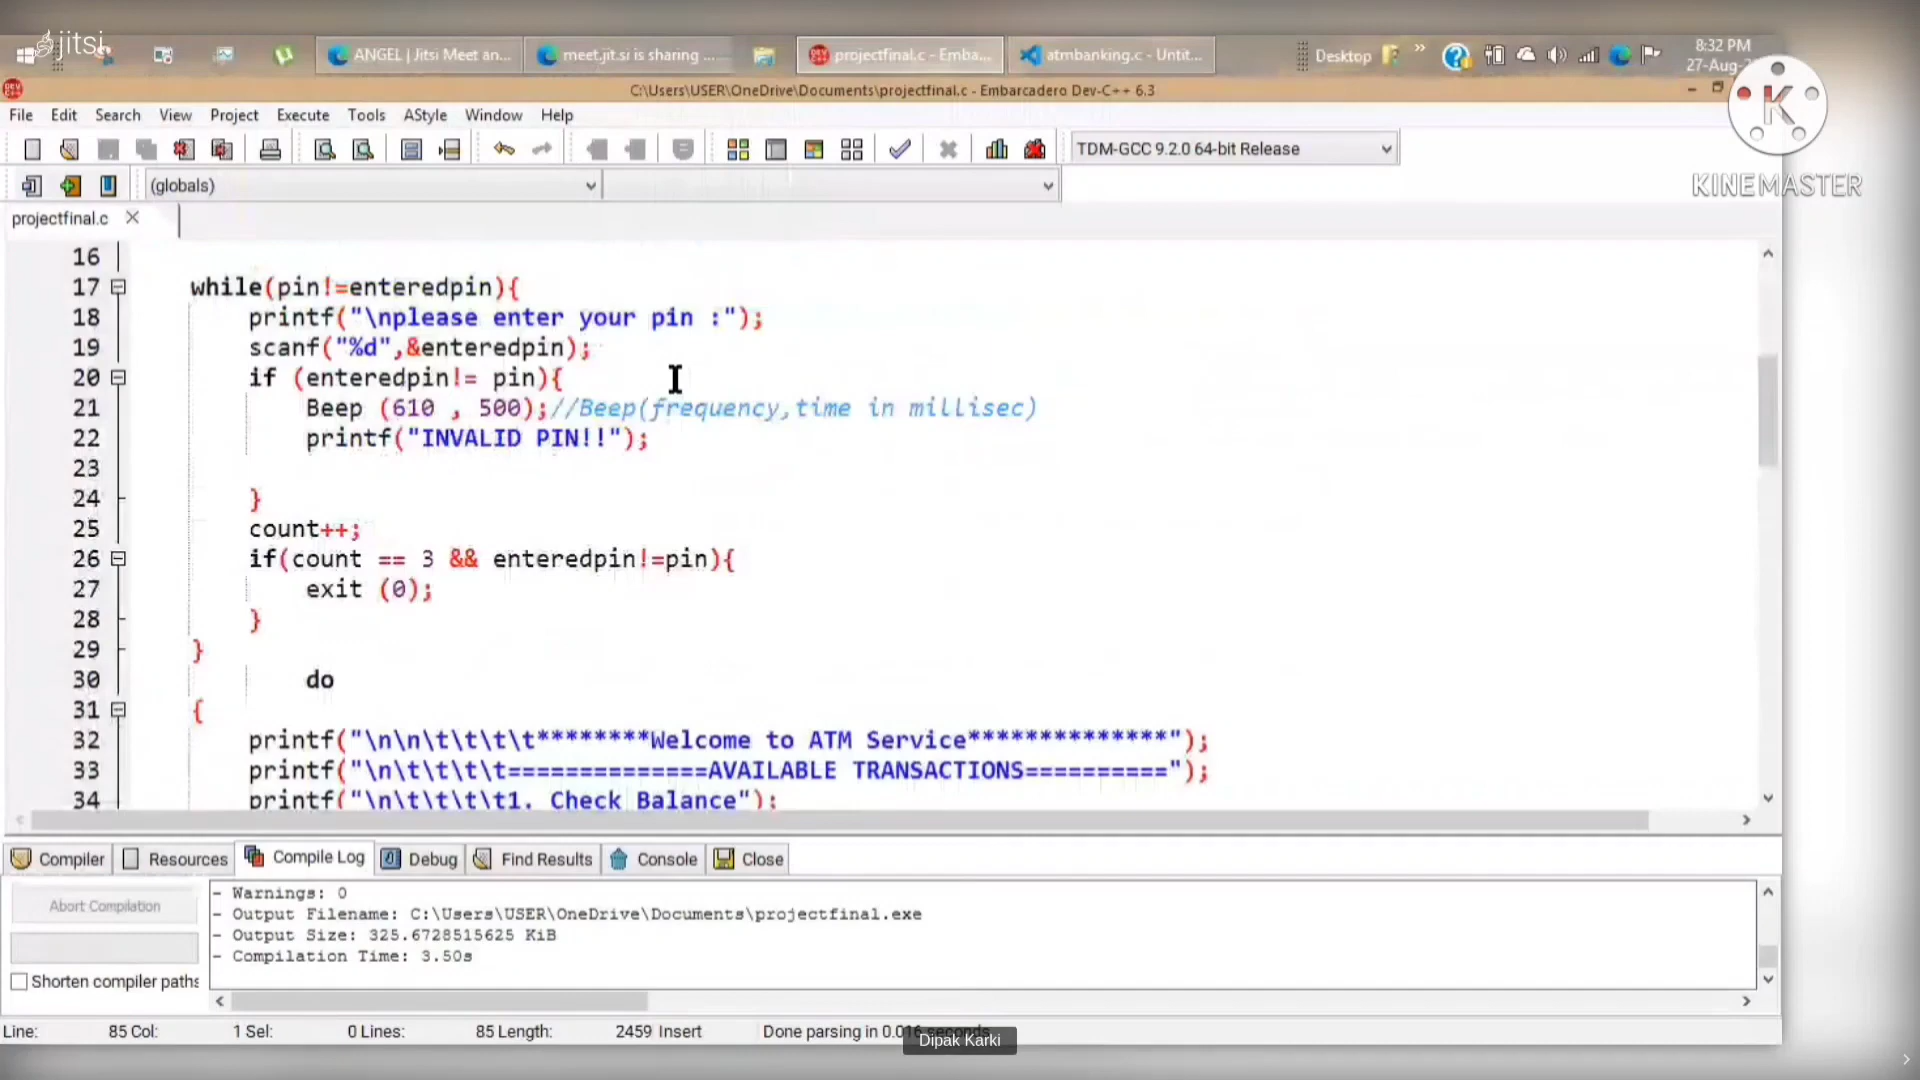 jitsi
ANGEL | Jitsi Meet an...
meet.jit.si is sharing ...
projectfinal.c - Emba...
atmbanking.c - Untit...
Desktop
8:32 PM
27-Aug-
C:\Users\USER\OneDrive\Documents\projectfinal.c - Embarcadero Dev-C++ 6.3
File Edit Search View Project Execute Tools AStyle Window Help
K
KINEMASTER
TDM-GCC 9.2.0 64-bit Release
(globals)
projectfinal.c
16
17 while(pin!=enteredpin){
18 printf("\nplease enter your pin :");
19 scanf("%d",&enteredpin);
20 if (enteredpin!= pin){
21 Beep (610 , 500);//Beep(frequency,time in millisec)
22 printf("INVALID PIN!!");
23
24 }
25 count++;
26 if(count == 3 && enteredpin!=pin){
27 exit (0);
28 }
29 }
30 do
31 {
32 printf("\n\n\t\t\t\t********Welcome to ATM Service**************");
33 printf("\n\t\t\t\t==============AVAILABLE TRANSACTIONS==========");
34 printf("\n\t\t\t\t1. Check Balance");
Compiler Resources Compile Log Debug Find Results Console Close
Abort Compilation
Shorten compiler paths
- Warnings: 0
- Output Filename: C:\Users\USER\OneDrive\Documents\projectfinal.exe
- Output Size: 325.6728515625 KiB
- Compilation Time: 3.50s
Line: 85 Col: 1 Sel: 0 Lines: 85 Length: 2459 Insert Done parsing in 0.016 seconds
Dipak Karki